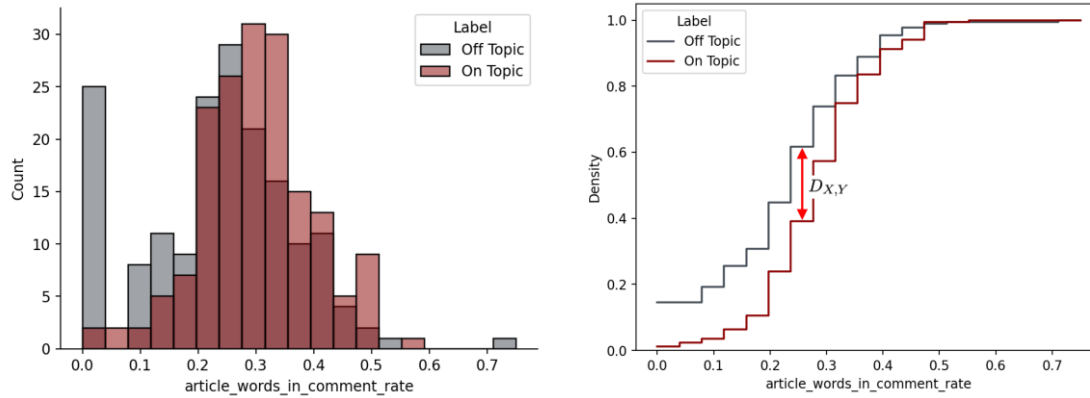 Label
Off Topic
On Topic
Count
30
25
20
15
10
5
0
0.0 0.1 0.2 0.3 0.4 0.5 0.6 0.7
article_words_in_comment_rate
Label
Off Topic
On Topic
Density
1.0
0.8
0.6
0.4
0.2
0.0
D_{X,Y}
0.0 0.1 0.2 0.3 0.4 0.5 0.6 0.7
article_words_in_comment_rate